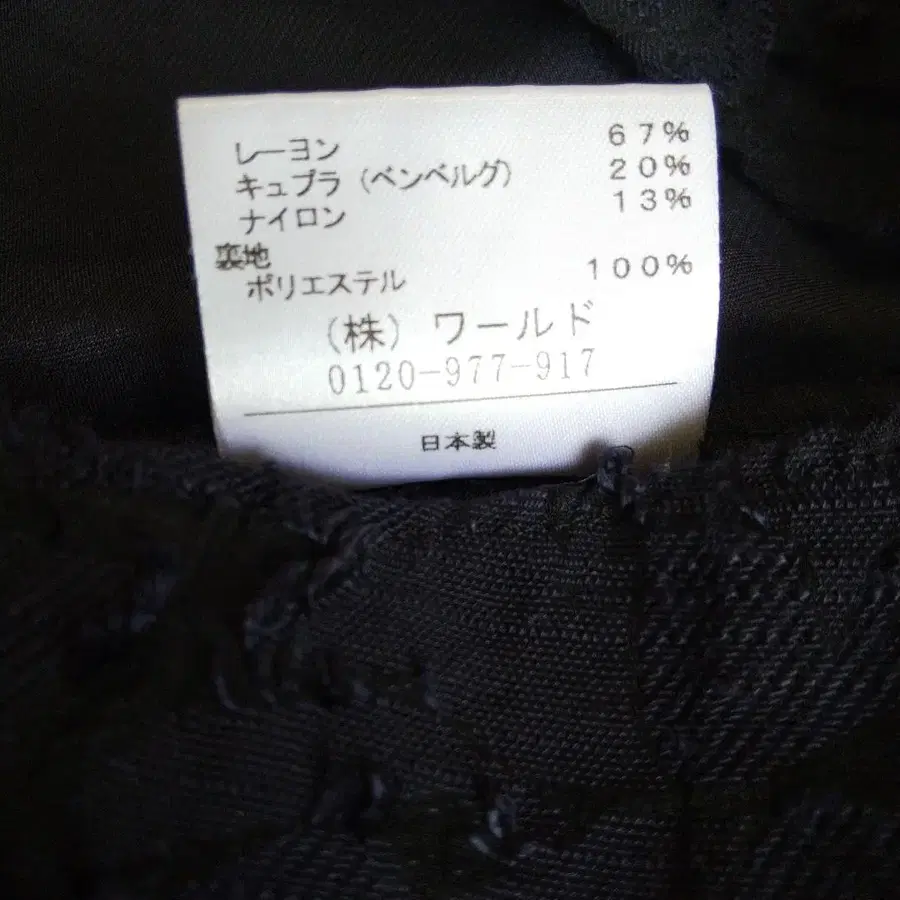 レーヨン 67%
キュプラ（ベンベルグ） 20%
ナイロン 13%
裏地
ポリエステル 100%
（株）ワールド
0120-977-917
日本製